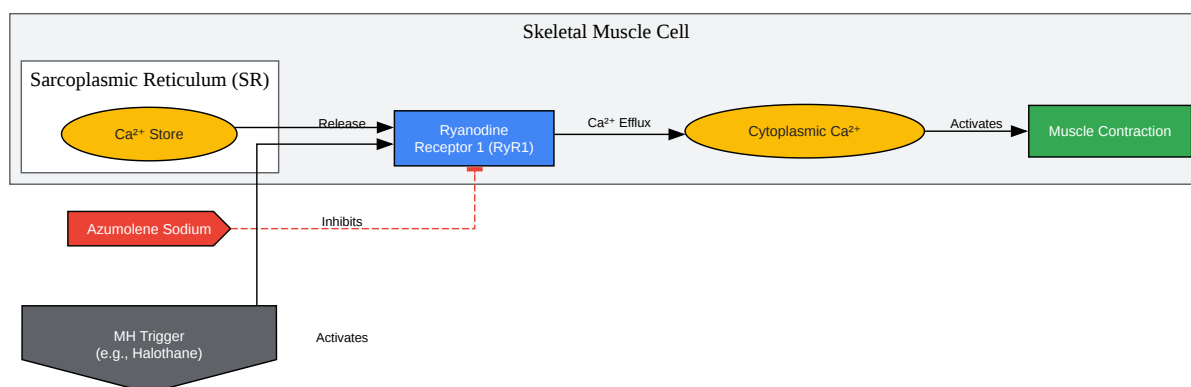 Skeletal Muscle Cell
Sarcoplasmic Reticulum (SR)
Ca²⁺ Store
Release
Ryanodine
Receptor 1 (RyR1)
Ca²⁺ Efflux
Cytoplasmic Ca²⁺
Activates
Muscle Contraction
Azumolene Sodium
Inhibits
MH Trigger
(e.g., Halothane)
Activates